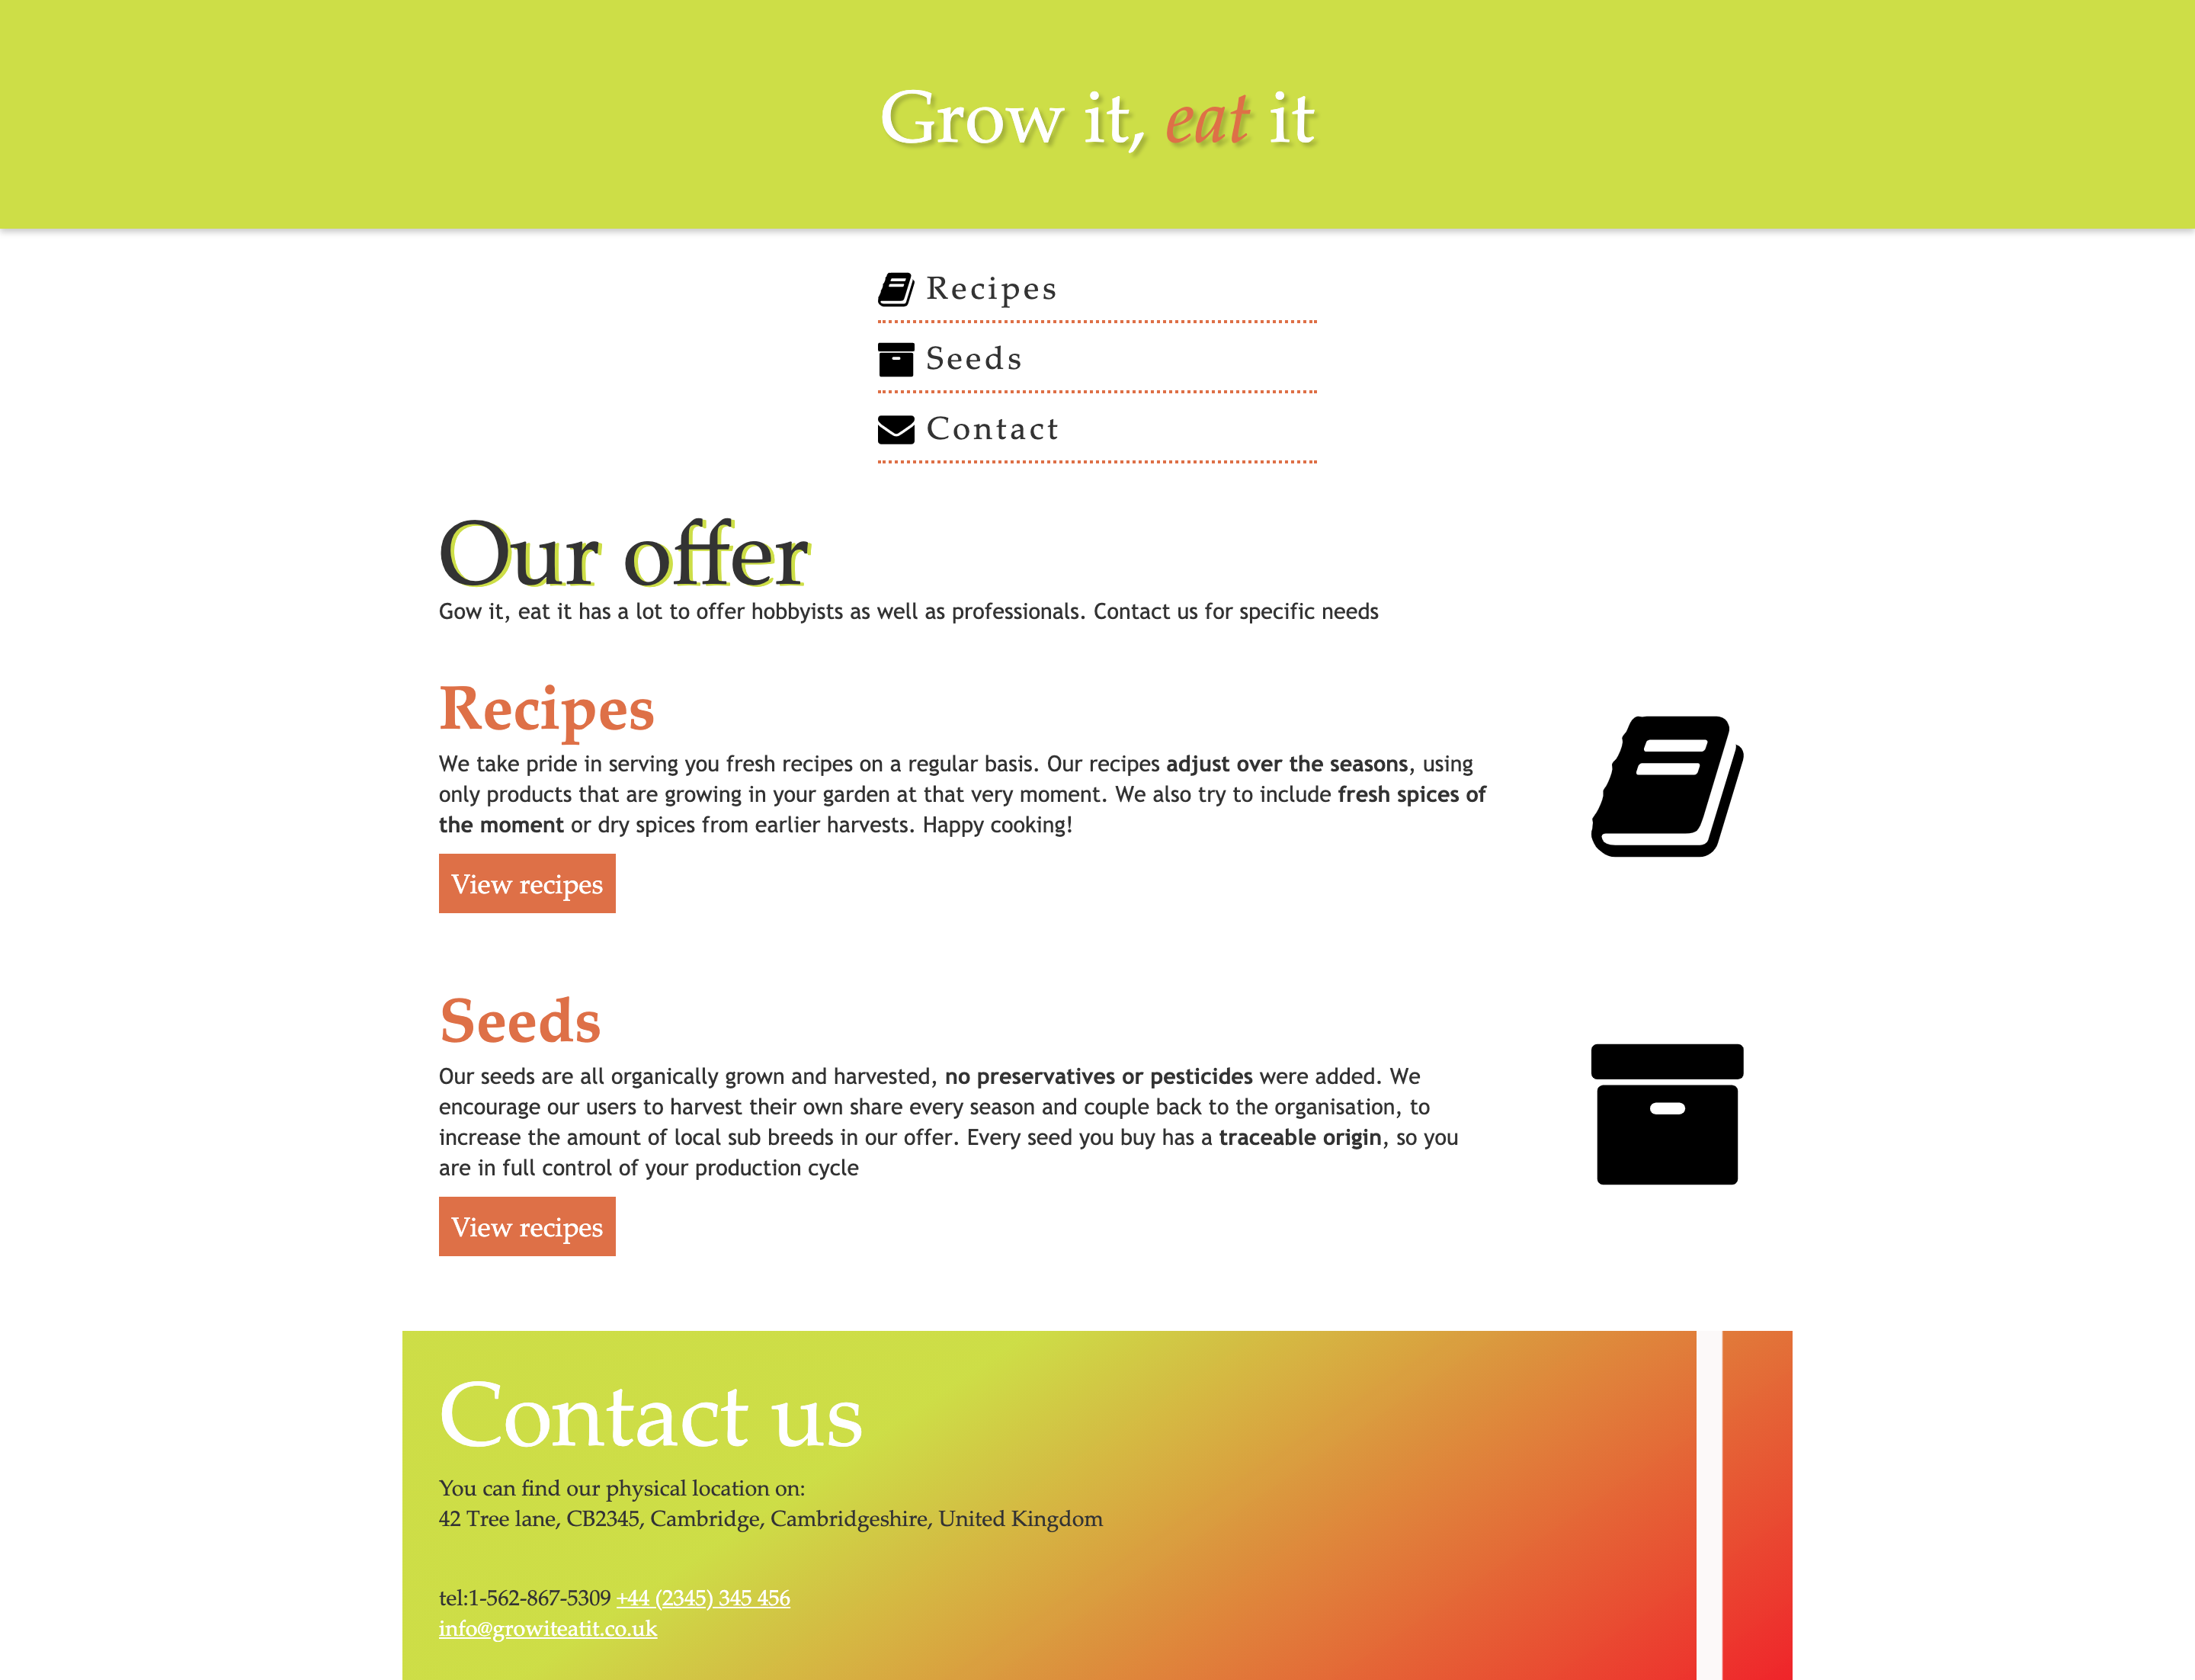 Grow it, eat it
Recipes
Seeds
Contact
Our offer
Gow it, eat it has a lot to offer hobbyists as well as professionals. Contact us for specific needs
Recipes
We take pride in serving you fresh recipes on a regular basis. Our recipes adjust over the seasons, using
only products that are growing in your garden at that very moment. We also try to include fresh spices of
the moment or dry spices from earlier harvests. Happy cooking!
View recipes
Seeds
Our seeds are all organically grown and harvested, no preservatives or pesticides were added. We
encourage our users to harvest their own share every season and couple back to the organisation, to
increase the amount of local sub breeds in our offer. Every seed you buy has a traceable origin, so you
are in full control of your production cycle
View recipes
Contact us
You can find our physical location on:
42 Tree lane, CB2345, Cambridge, Cambridgeshire, United Kingdom
tel:1-562-867-5309 +44 (2345) 345 456
info@growiteatit.co.uk